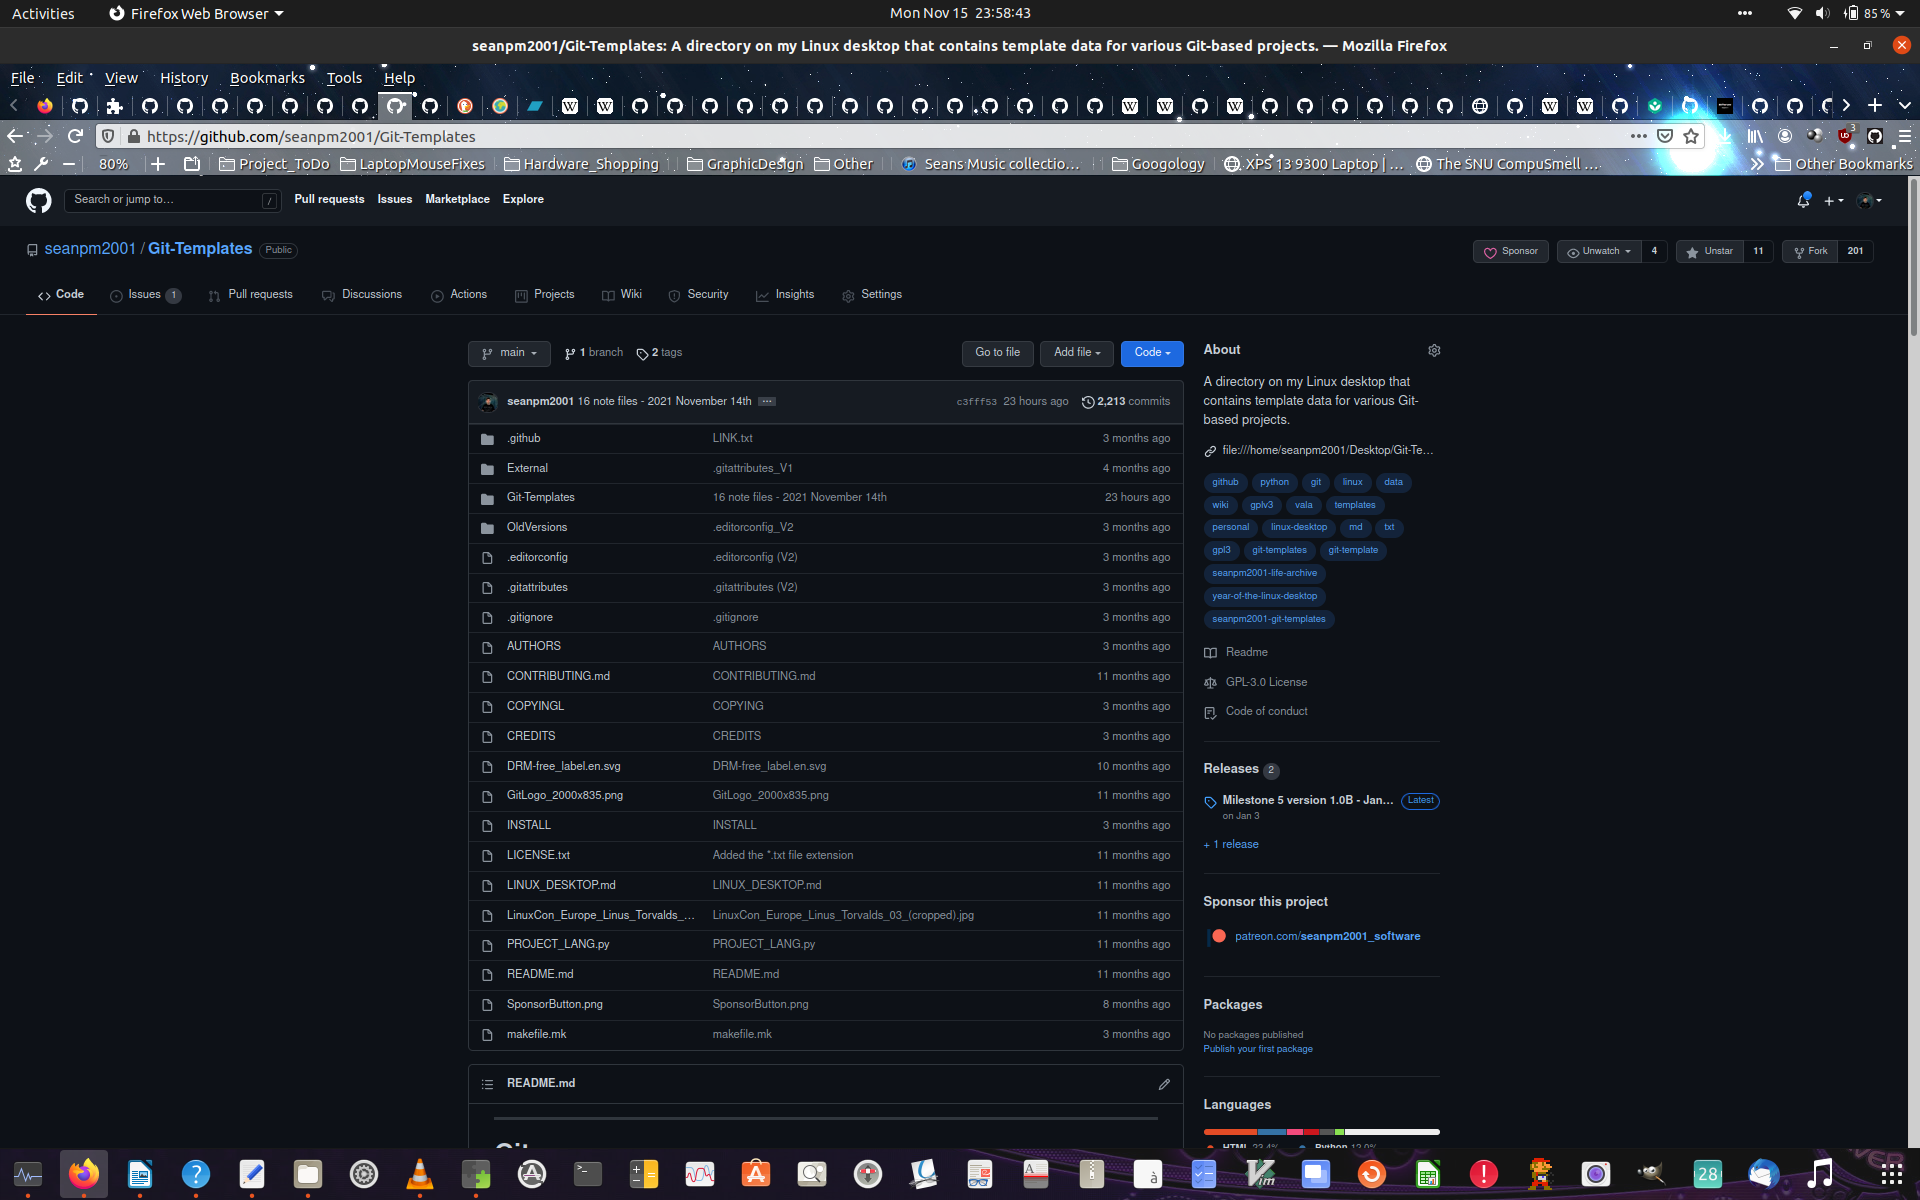 Activities
Firefox Web Browser
Mon Nov 15 23:58:43
85 %
seanpm2001/Git-Templates: A directory on my Linux desktop that contains template data for various Git-based projects. — Mozilla Firefox
File Edit View History Bookmarks Tools Help
https://github.com/seanpm2001/Git-Templates
3
80% Project_ToDo LaptopMouseFixes Hardware_Shopping GraphicDesign Other Seans Music collectio… Googology XPS 13 9300 Laptop | … The SNU CompuSmell … Other Bookmarks
Search or jump to… / Pull requests Issues Marketplace Explore
seanpm2001 / Git-Templates Public
Sponsor Unwatch 4 Unstar 11 Fork 201
Code Issues 1 Pull requests Discussions Actions Projects Wiki Security Insights Settings
main 1 branch 2 tags Go to file Add file Code
seanpm2001 16 note files - 2021 November 14th c3fff53 23 hours ago 2,213 commits
.github LINK.txt 3 months ago
External .gitattributes_V1 4 months ago
Git-Templates 16 note files - 2021 November 14th 23 hours ago
OldVersions .editorconfig_V2 3 months ago
.editorconfig .editorconfig (V2) 3 months ago
.gitattributes .gitattributes (V2) 3 months ago
.gitignore .gitignore 3 months ago
AUTHORS AUTHORS 3 months ago
CONTRIBUTING.md CONTRIBUTING.md 11 months ago
COPYINGL COPYING 3 months ago
CREDITS CREDITS 3 months ago
DRM-free_label.en.svg DRM-free_label.en.svg 10 months ago
GitLogo_2000x835.png GitLogo_2000x835.png 11 months ago
INSTALL INSTALL 3 months ago
LICENSE.txt Added the *.txt file extension 11 months ago
LINUX_DESKTOP.md LINUX_DESKTOP.md 11 months ago
LinuxCon_Europe_Linus_Torvalds_… LinuxCon_Europe_Linus_Torvalds_03_(cropped).jpg 11 months ago
PROJECT_LANG.py PROJECT_LANG.py 11 months ago
README.md README.md 11 months ago
SponsorButton.png SponsorButton.png 8 months ago
makefile.mk makefile.mk 3 months ago
README.md
About
A directory on my Linux desktop that
contains template data for various Git-
based projects.
file:///home/seanpm2001/Desktop/Git-Te…
github python git linux data
wiki gplv3 vala templates
personal linux-desktop md txt
gpl3 git-templates git-template
seanpm2001-life-archive
year-of-the-linux-desktop
seanpm2001-git-templates
Readme
GPL-3.0 License
Code of conduct
Releases 2
Milestone 5 version 1.0B - Jan… Latest
on Jan 3
+ 1 release
Sponsor this project
patreon.com/seanpm2001_software
Packages
No packages published
Publish your first package
Languages
HTML 23.4% Python 12.0%
28